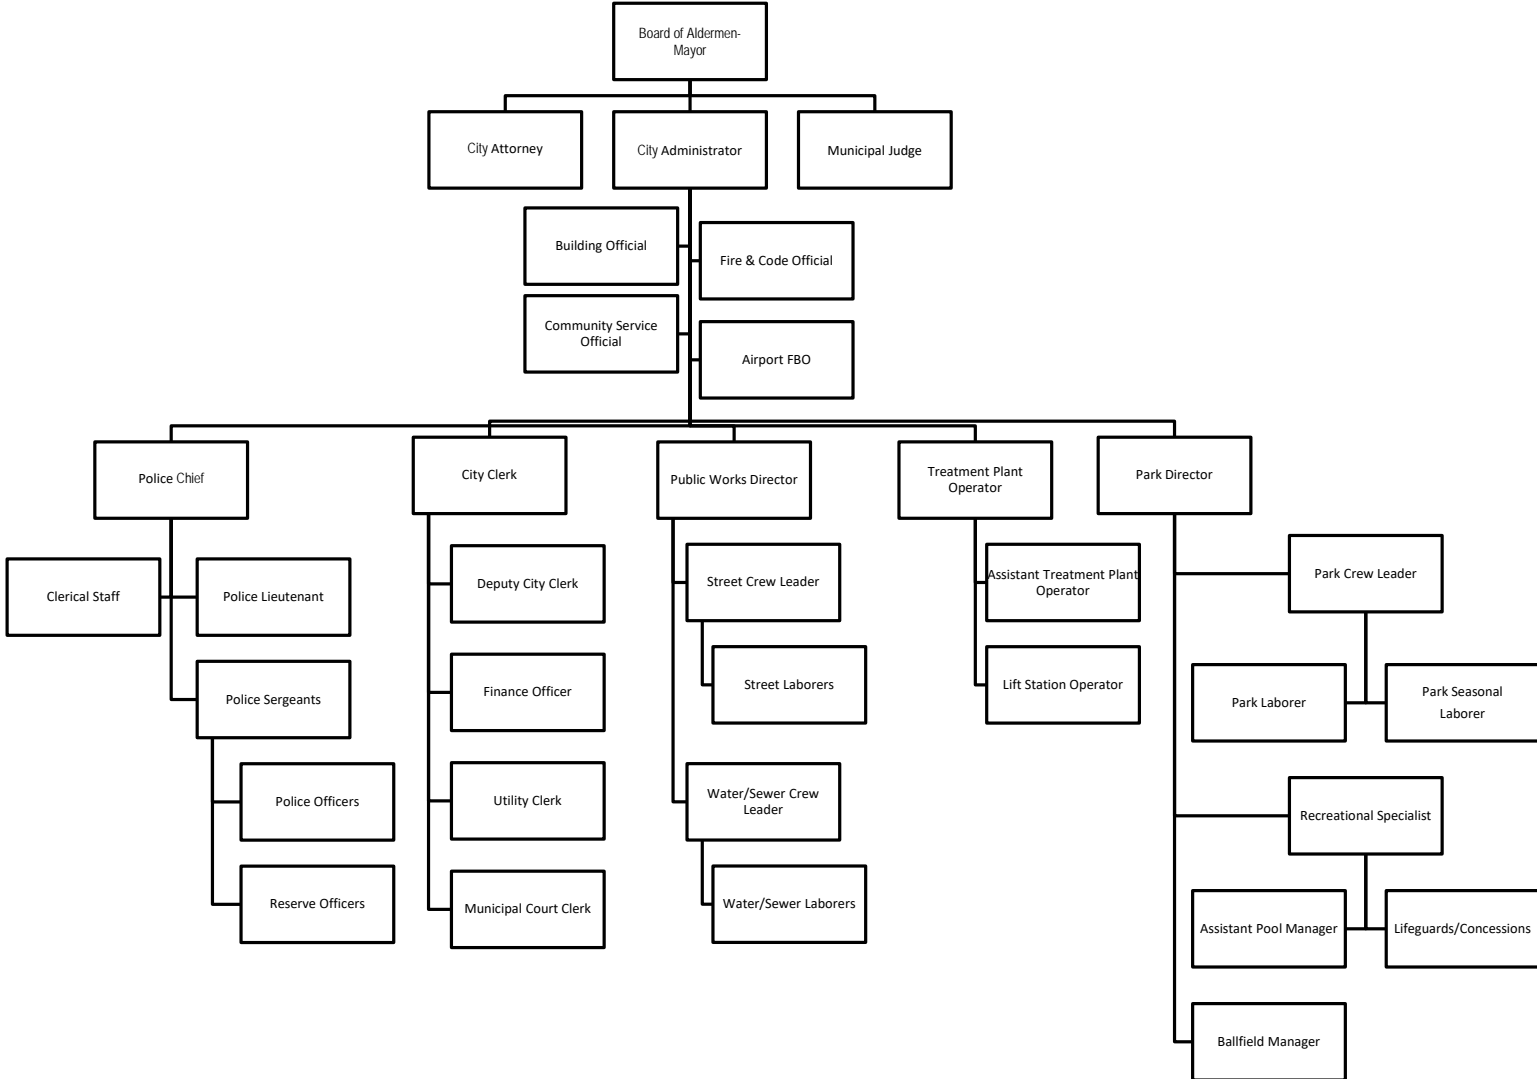 Board of Aldermen-
Mayor
City Attorney
City Administrator
Municipal Judge
Building Official
Fire & Code Official
Community Service
Official
Airport FBO
Police Chief
City Clerk
Public Works Director
Treatment Plant
Operator
Park Director
Clerical Staff
Police Lieutenant
Police Sergeants
Police Officers
Reserve Officers
Deputy City Clerk
Finance Officer
Utility Clerk
Municipal Court Clerk
Street Crew Leader
Street Laborers
Water/Sewer Crew
Leader
Water/Sewer Laborers
Assistant Treatment Plant
Operator
Lift Station Operator
Park Crew Leader
Park Laborer
Park Seasonal
Laborer
Recreational Specialist
Assistant Pool Manager
Lifeguards/Concessions
Ballfield Manager